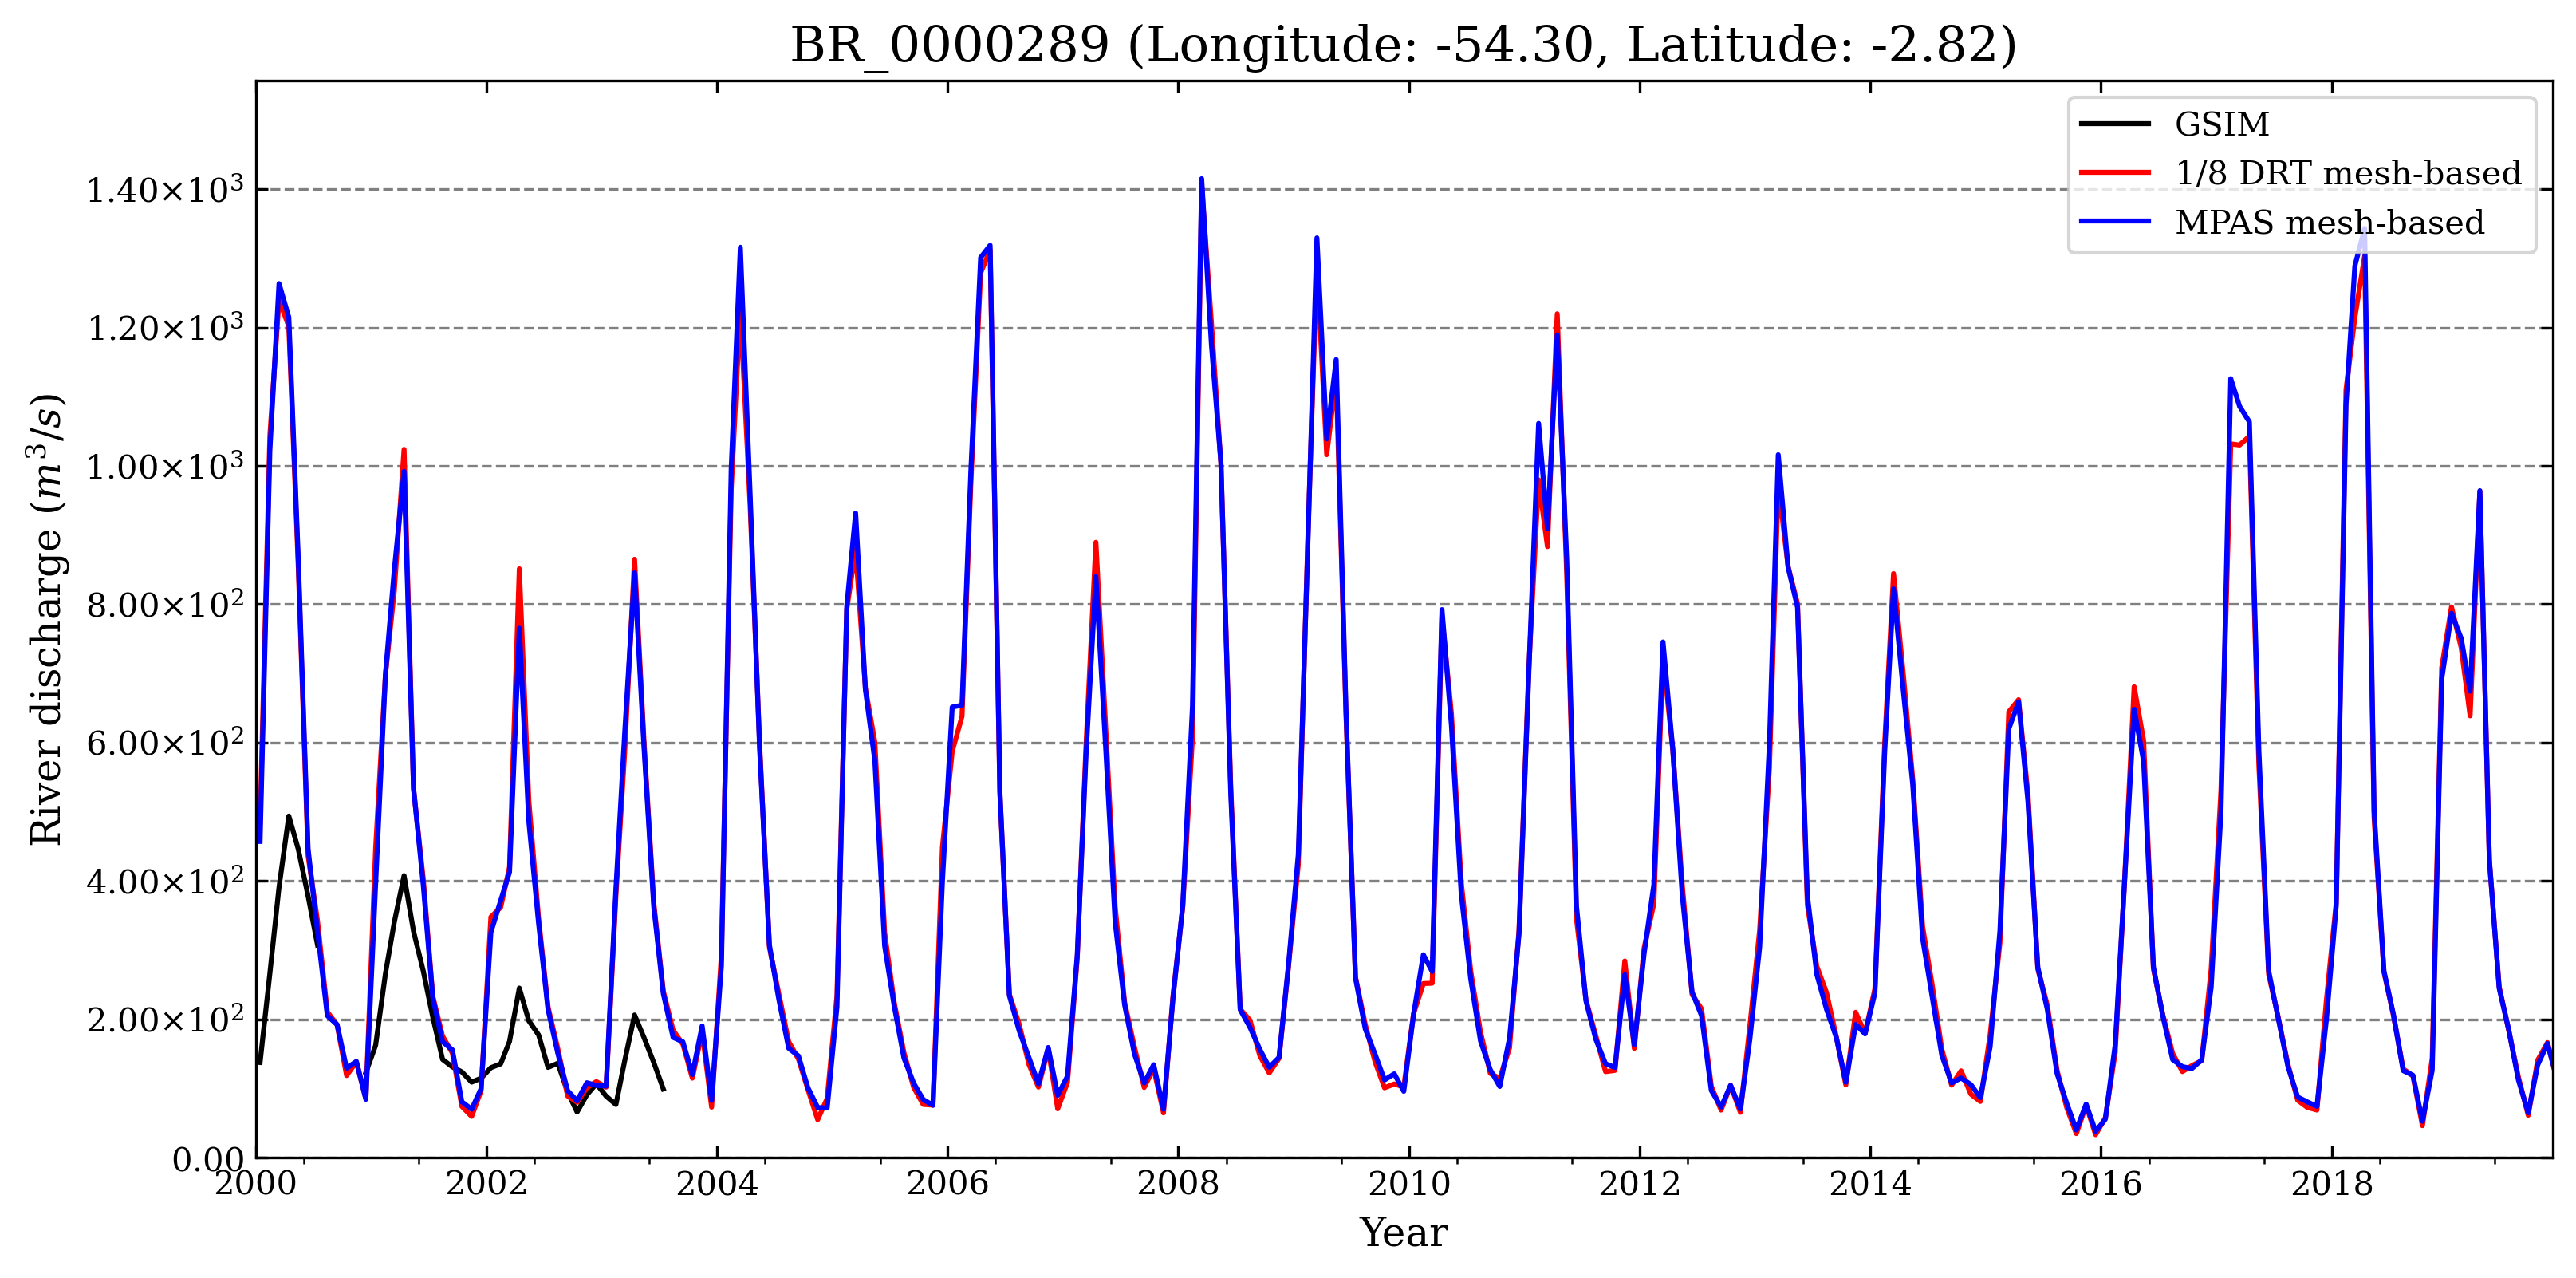 BR_0000289 (Longitude: -54.30, Latitude: -2.82)
GSIM
1/8 DRT mesh-based
MPAS mesh-based
River discharge (m³/s)
1.40×10³
1.20×10³
1.00×10³
8.00×10²
6.00×10²
4.00×10²
2.00×10²
0.00
2000 2002 2004 2006 2008 2010 2012 2014 2016 2018
Year